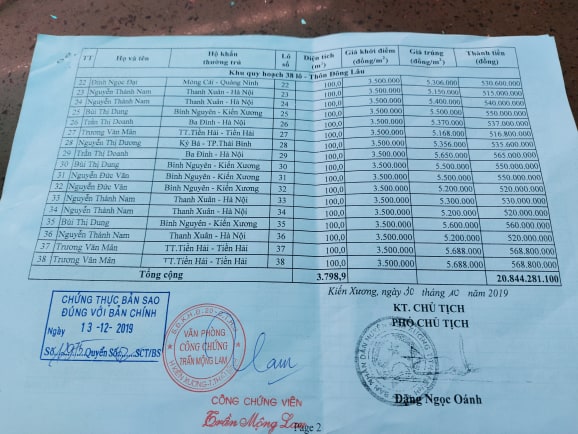 TT Họ và tên Hộ khẩu thường trú Lô số Diện tích (m²) Giá khởi điểm (đồng/m²) Giá trúng (đồng/m²) Thành tiền (đồng)
Khu quy hoạch 38 lô - Thôn Đông Lâu
22 Đinh Ngọc Đại Móng Cái - Quảng Ninh 22 100,0 3.500.000 5.306.000 530.600.000
23 Nguyễn Thành Nam Thanh Xuân - Hà Nội 23 100,0 3.500.000 5.150.000 515.000.000
24 Nguyễn Thành Nam Thanh Xuân - Hà Nội 24 100,0 3.500.000 5.400.000 540.000.000
25 Bùi Thị Dung Bình Nguyên - Kiến Xương 25 100,0 3.500.000 5.500.000 550.000.000
26 Trần Thị Doanh Ba Đình - Hà Nội 26 100,0 3.500.000 5.370.000 537.000.000
27 Trương Văn Mãn TT.Tiền Hải - Tiền Hải 27 100,0 3.500.000 5.168.000 516.800.000
28 Nguyễn Thị Dương Kỳ Bá - TP.Thái Bình 28 100,0 3.500.000 5.356.000 535.600.000
29 Trần Thị Doanh Ba Đình - Hà Nội 29 100,0 3.500.000 5.650.000 565.000.000
30 Bùi Thị Dung Bình Nguyên - Kiến Xương 30 100,0 3.500.000 5.500.000 550.000.000
31 Nguyễn Đức Văn Bình Nguyên - Kiến Xương 31 100,0 3.500.000 5.500.000 550.000.000
32 Nguyễn Đức Văn Bình Nguyên - Kiến Xương 32 100,0 3.500.000 5.200.000 520.000.000
33 Nguyễn Thành Nam Thanh Xuân - Hà Nội 33 100,0 3.500.000 5.300.000 530.000.000
34 Nguyễn Thành Nam Thanh Xuân - Hà Nội 34 100,0 3.500.000 5.200.000 520.000.000
35 Bùi Thị Dung Bình Nguyên - Kiến Xương 35 100,0 3.500.000 5.600.000 560.000.000
36 Nguyễn Thành Nam Thanh Xuân - Hà Nội 36 100,0 3.500.000 5.200.000 520.000.000
37 Trương Văn Mãn TT.Tiền Hải - Tiền Hải 37 100,0 3.500.000 5.688.000 568.800.000
38 Trương Văn Mãn TT.Tiền Hải - Tiền Hải 38 100,0 3.500.000 5.688.000 568.800.000
Tổng cộng 3.798,9 20.844.281.100
Kiến Xương, ngày 30 tháng 10 năm 2019
KT. CHỦ TỊCH
PHÓ CHỦ TỊCH
CHỨNG THỰC BẢN SAO
ĐÚNG VỚI BẢN CHÍNH
Ngày 13-12-2019
Số Quyển Số SCT/BS
VĂN PHÒNG
CÔNG CHỨNG
TRẦN MỘNG LAM
Lam
CÔNG CHỨNG VIÊN
Trần Mộng Lam
Đặng Ngọc Oánh
Page 2